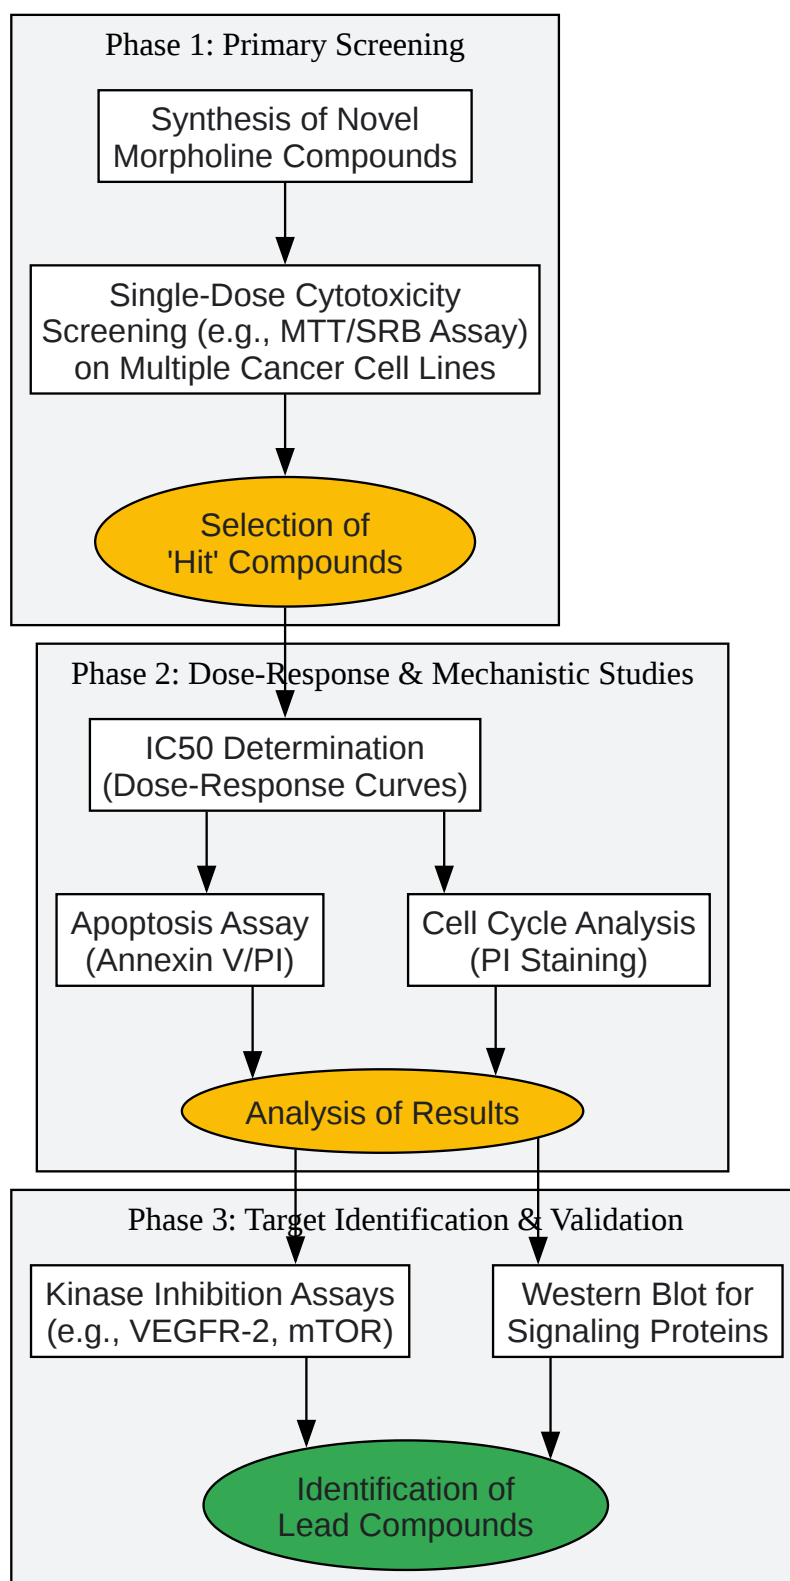 Phase 1: Primary Screening
Synthesis of Novel
Morpholine Compounds
Single-Dose Cytotoxicity
Screening (e.g., MTT/SRB Assay)
on Multiple Cancer Cell Lines
Selection of
'Hit' Compounds
Phase 2: Dose-Response & Mechanistic Studies
IC50 Determination
(Dose-Response Curves)
Apoptosis Assay
(Annexin V/PI)
Cell Cycle Analysis
(PI Staining)
Analysis of Results
Phase 3: Target Identification & Validation
Kinase Inhibition Assays
(e.g., VEGFR-2, mTOR)
Western Blot for
Signaling Proteins
Identification of
Lead Compounds